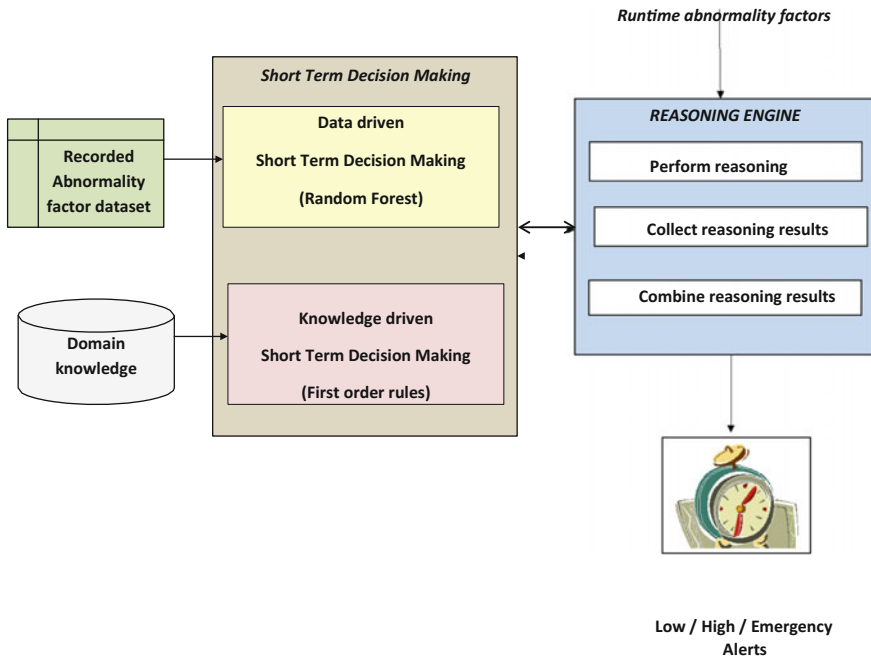 Runtime abnormality factors
Short Term Decision Making
Data driven
Short Term Decision Making
(Random Forest)
Recorded
Abnormality
factor dataset
REASONING ENGINE
Perform reasoning
Collect reasoning results
Combine reasoning results
Domain
knowledge
Knowledge driven
Short Term Decision Making
(First order rules)
Low / High / Emergency
Alerts